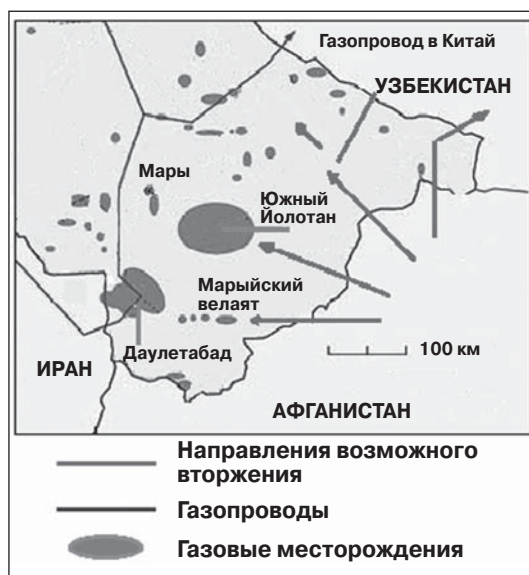 Газопровод в Китай
УЗБЕКИСТАН
Мары
Южный
Йолотан
Марыйский
велаят
Даулетабад
ИРАН
100 км
АФГАНИСТАН
Направления возможного
вторжения
Газопроводы
Газовые месторождения